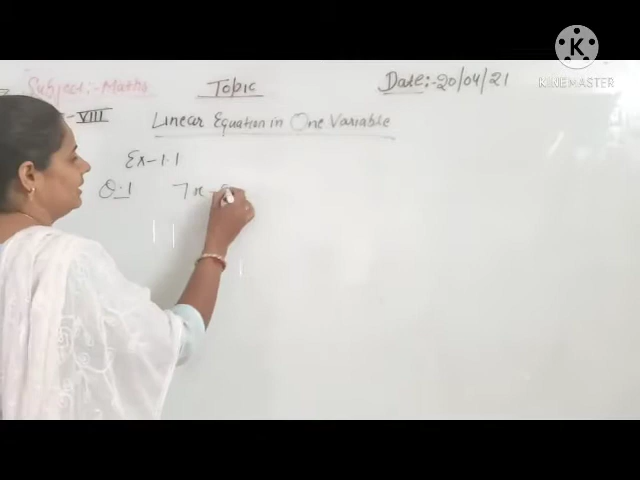 KINEMASTER
Subject:-Maths Topic Date:-20/04/21
VIII
Linear Equation in One Variable
Ex-1.1
Q.1 7x-